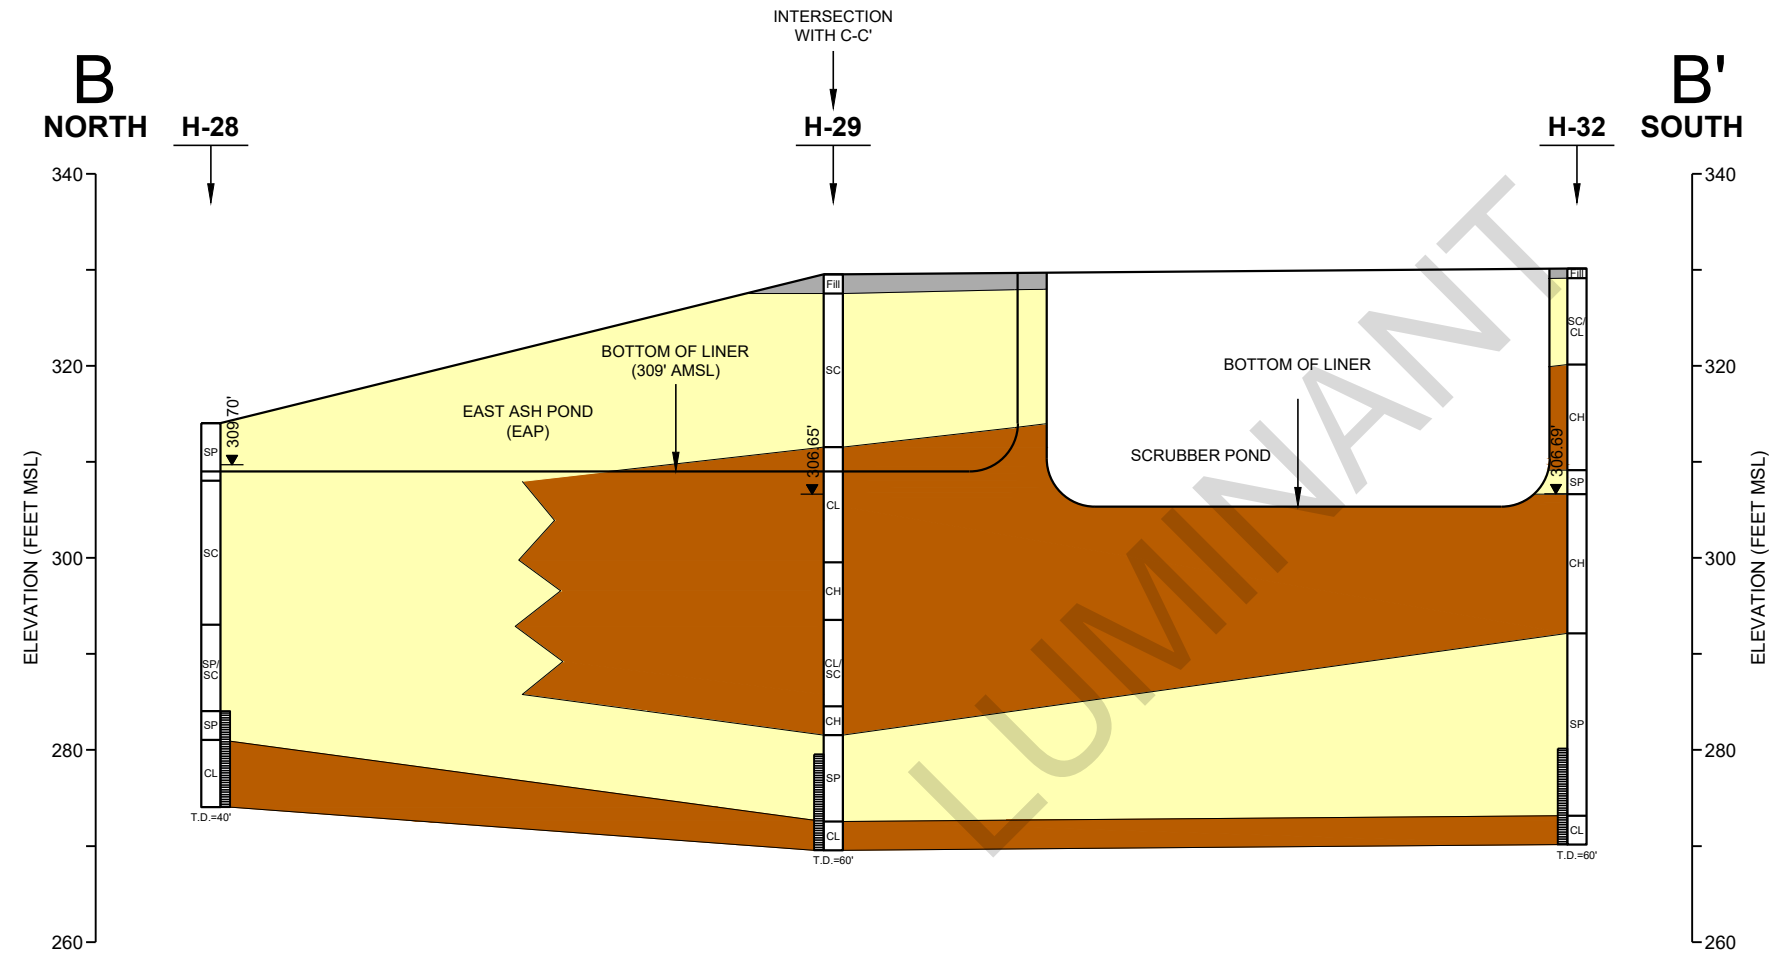 INTERSECTION
WITH C-C'
B
B'
NORTH
H-28
H-29
H-32
SOUTH
340
340
320
320
300
300
280
280
260
260
ELEVATION (FEET MSL)
ELEVATION (FEET MSL)
BOTTOM OF LINER
(309' AMSL)
EAST ASH POND
(EAP)
BOTTOM OF LINER
SCRUBBER POND
309.70'
306.65'
306.69'
SP
SC
SP/
SC
SP
CL
T.D.=40'
Fill
SC
CL
CH
CL/
SC
CH
SP
CL
T.D.=60'
Fill
SC/
CL
CH
SP
CH
SP
CL
T.D.=60'
LUMINANT